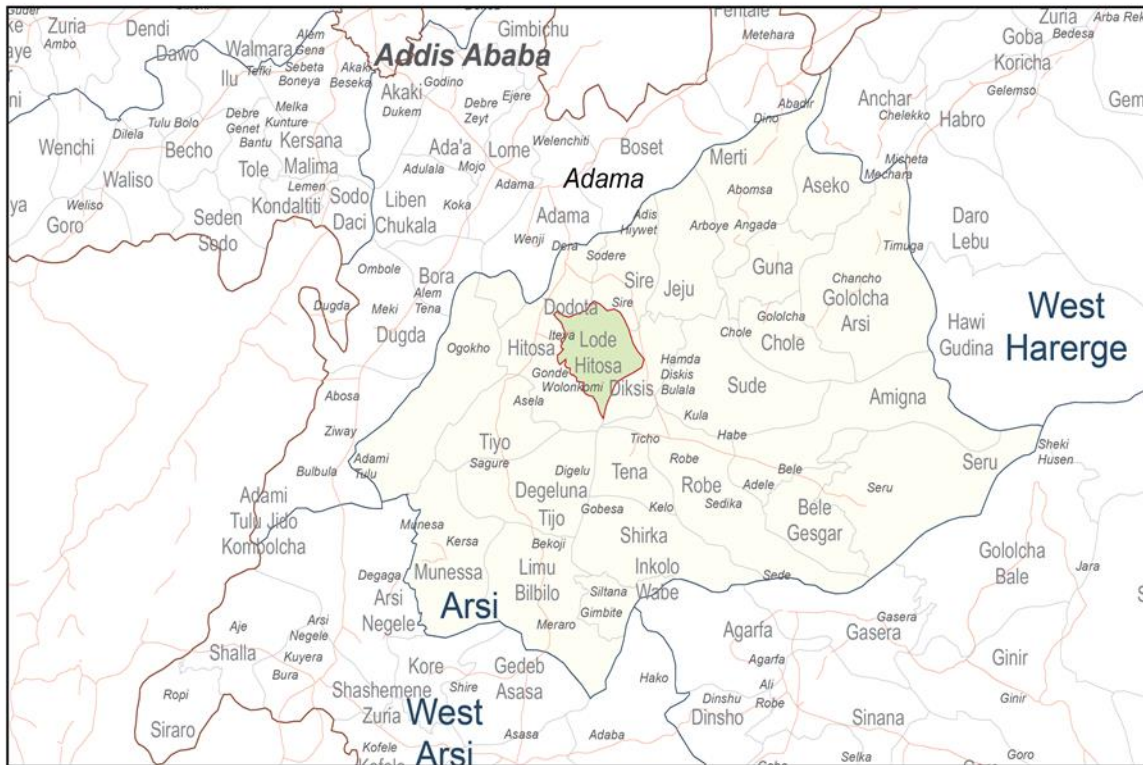 Zuria
Ambo
Dendi
Dawo
Walmara
Alem
Gena
Gimbichu
Fentale
Metehara
Zuria
Bedesa
Arba Rek
Goba
Koricha
Gelemso
Addis Ababa
Ilu
Tefki
Sebeta
Boneya
Akaki
Beseka
Akaki
Dukem
Godino
Debre
Zeyt
Ejere
Abadir
Dino
Anchar
Chelekko
Habro
Gem
Tulu Bolo
Dilela
Debre
Genet
Bantu
Melka
Kunture
Kersana
Malima
Wenchi
Becho
Waliso
Tole
Lemen
Kondaltiti
Ada'a
Lome
Welenchiti
Boset
Adulala
Mojo
Adama
Adama
Merti
Abomsa
Aseko
Micheta
Mechara
Weliso
Goro
Seden
Sodo
Sodo
Daci
Liben
Chukala
Koka
Adama
Wenji
Dera
Sodere
Adis
Hiywet
Arboye
Angada
Daro
Lebu
Timuga
Ombole
Bora
Alem
Tena
Dugda
Meki
Dugda
Sire
Sire
Jeju
Guna
Chancho
Gololcha
Arsi
Gololcha
Chole
Chole
Hawi
Gudina
West
Harerge
Dodota
Iteya
Lode
Hitosa
Ogokho
Hitosa
Gonde
Wolonkomi
Diksis
Hamda
Diskis
Bulala
Sude
Amigna
Abosa
Asela
Kula
Ziway
Tiyo
Sagure
Ticho
Habe
Sheki
Husen
Bulbula
Adami
Tulu
Digelu
Tena
Robe
Robe
Bele
Adele
Sedika
Seru
Seru
Adami
Tulu Jido
Kombolcha
Degeluna
Tijo
Gobesa
Kelo
Bele
Gesgar
Munesa
Kersa
Bekoji
Shirka
Gololcha
Bale
Jara
Degaga
Munessa
Limu
Bilbilo
Inkolo
Wabe
Sede
Siltana
Gimbite
Arsi
Negele
Arsi
Meraro
Agarfa
Gasera
Gasera
Aje
Arsi
Negele
Shalla
Kuyera
Bura
Kore
Gedeb
Asasa
Agarfa
Ginir
Ropi
Siraro
Shashemene
Zuria
Shire
Hako
Dinshu
Dinsho
Ali
Robe
Ginir
West
Arsi
Sinana
Kofele
Asasa
Adaba
Selka
Goro